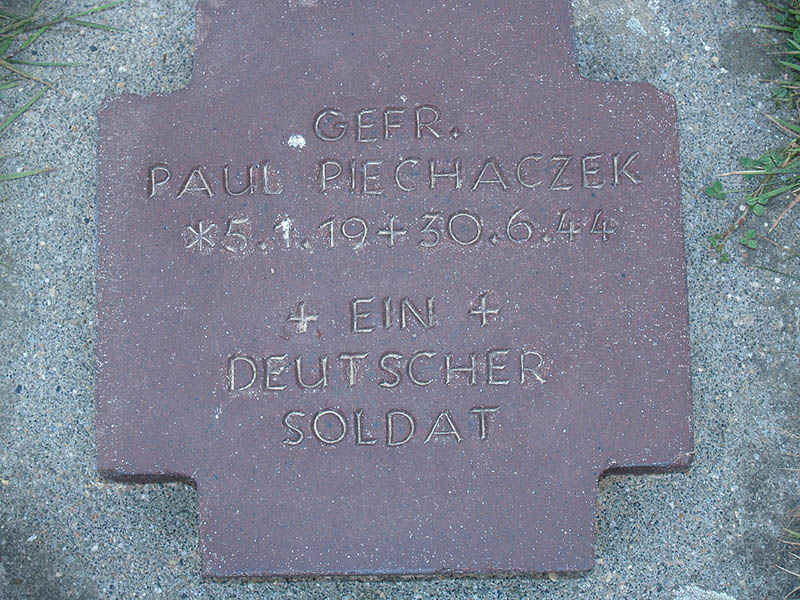 GEFR.
PAUL PIECHACZEK
*5.1.19+30.6.44
+ EIN +
DEUTSCHER
SOLDAT